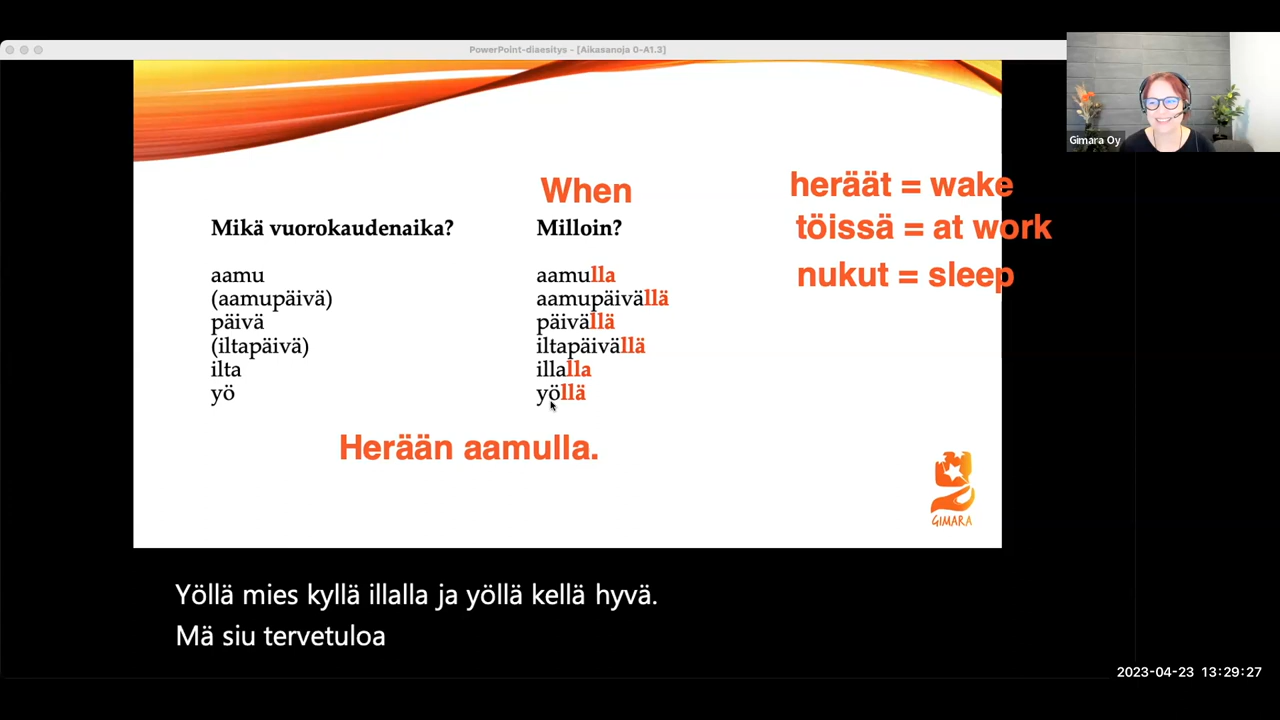 PowerPoint-diaesitys - [Aikasanoja 0-A1.3]
Gimara Oy
When
heräät = wake
töissä = at work
nukut = sleep
Mikä vuorokaudenaika?
Milloin?
aamu
aamulla
(aamupäivä)
aamupäivällä
päivä
päivällä
(iltapäivä)
iltapäivällä
ilta
illalla
yö
yöllä
Herään aamulla.
GIMARA
Yöllä mies kyllä illalla ja yöllä kellä hyvä.
Mä siu tervetuloa
2023-04-23 13:29:27